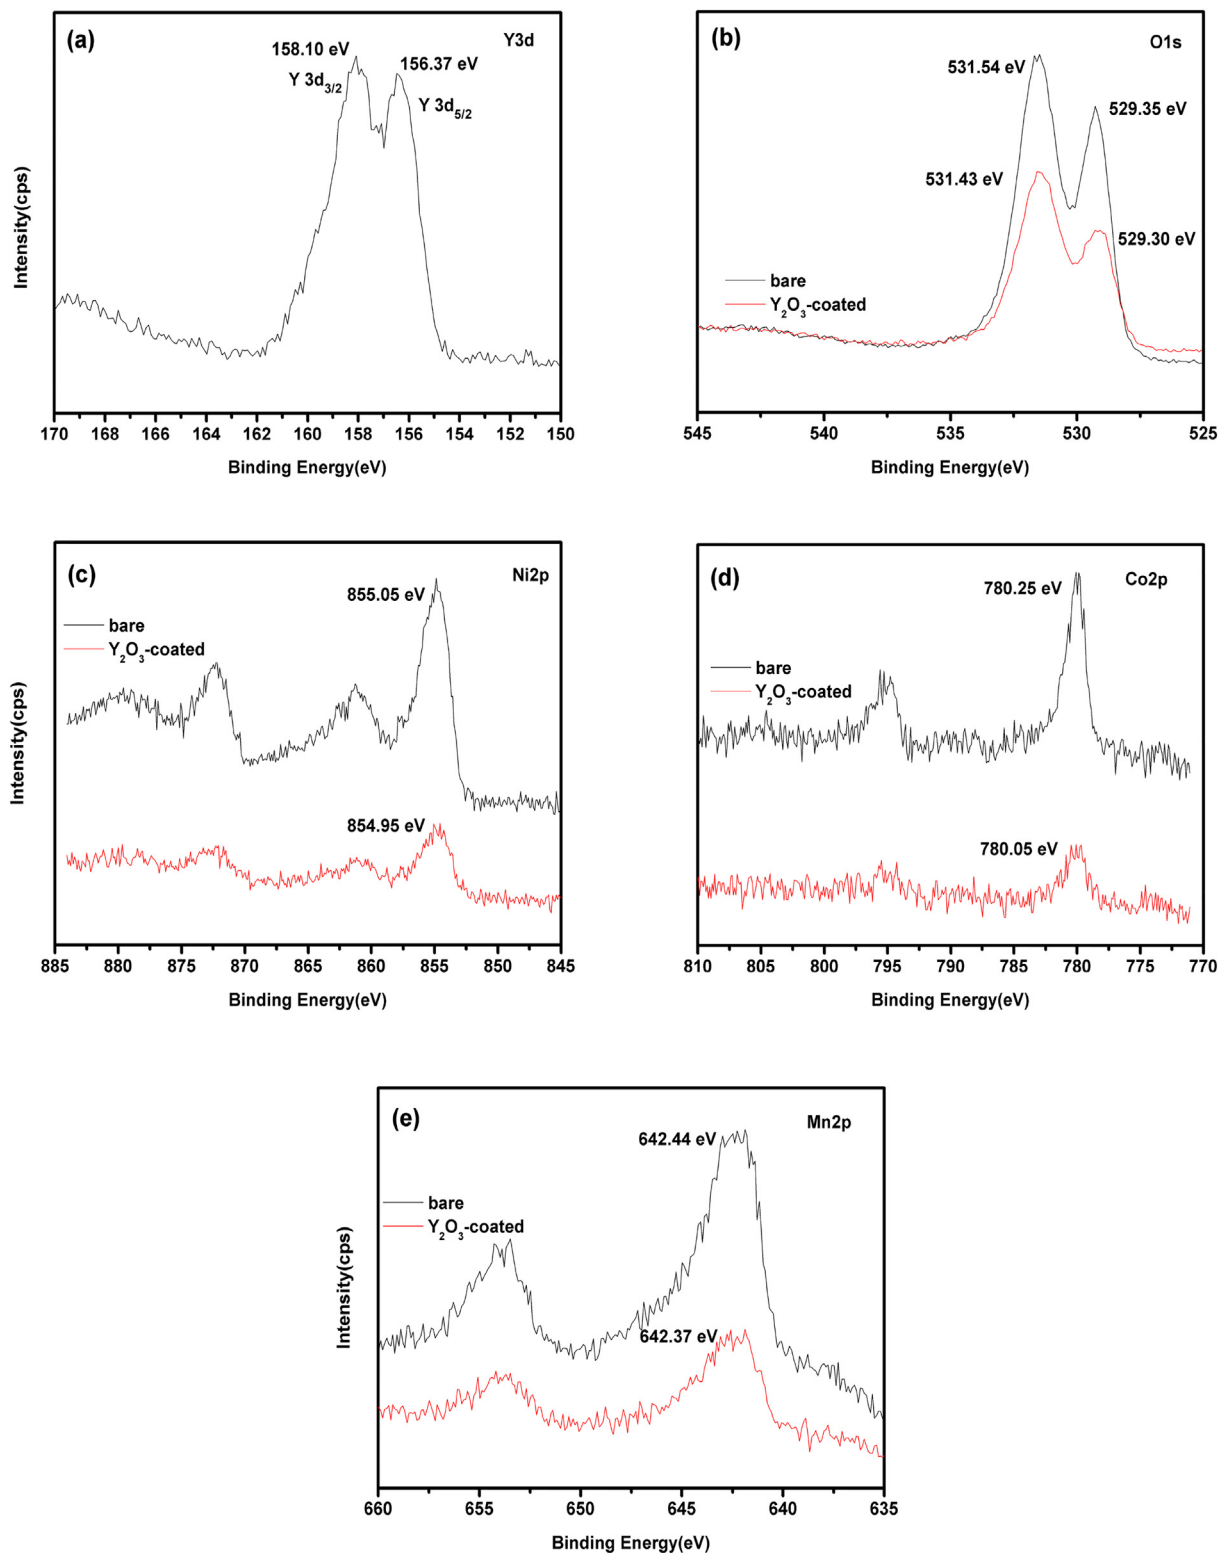 (a)
Y3d
158.10 eV
Y 3d3/2
156.37 eV
Y 3d5/2
Intensity(cps)
170 168 166 164 162 160 158 156 154 152 150
Binding Energy(eV)
(b)
O1s
531.54 eV
529.35 eV
531.43 eV
529.30 eV
bare
Y2O3-coated
545 540 535 530 525
Binding Energy(eV)
(c)
Ni2p
855.05 eV
bare
Y2O3-coated
854.95 eV
Intensity(cps)
885 880 875 870 865 860 855 850 845
Binding Energy(eV)
(d)
Co2p
780.25 eV
bare
Y2O3-coated
780.05 eV
810 805 800 795 790 785 780 775 770
Binding Energy(eV)
(e)
Mn2p
642.44 eV
bare
Y2O3-coated
642.37 eV
Intensity(cps)
660 655 650 645 640 635
Binding Energy(eV)